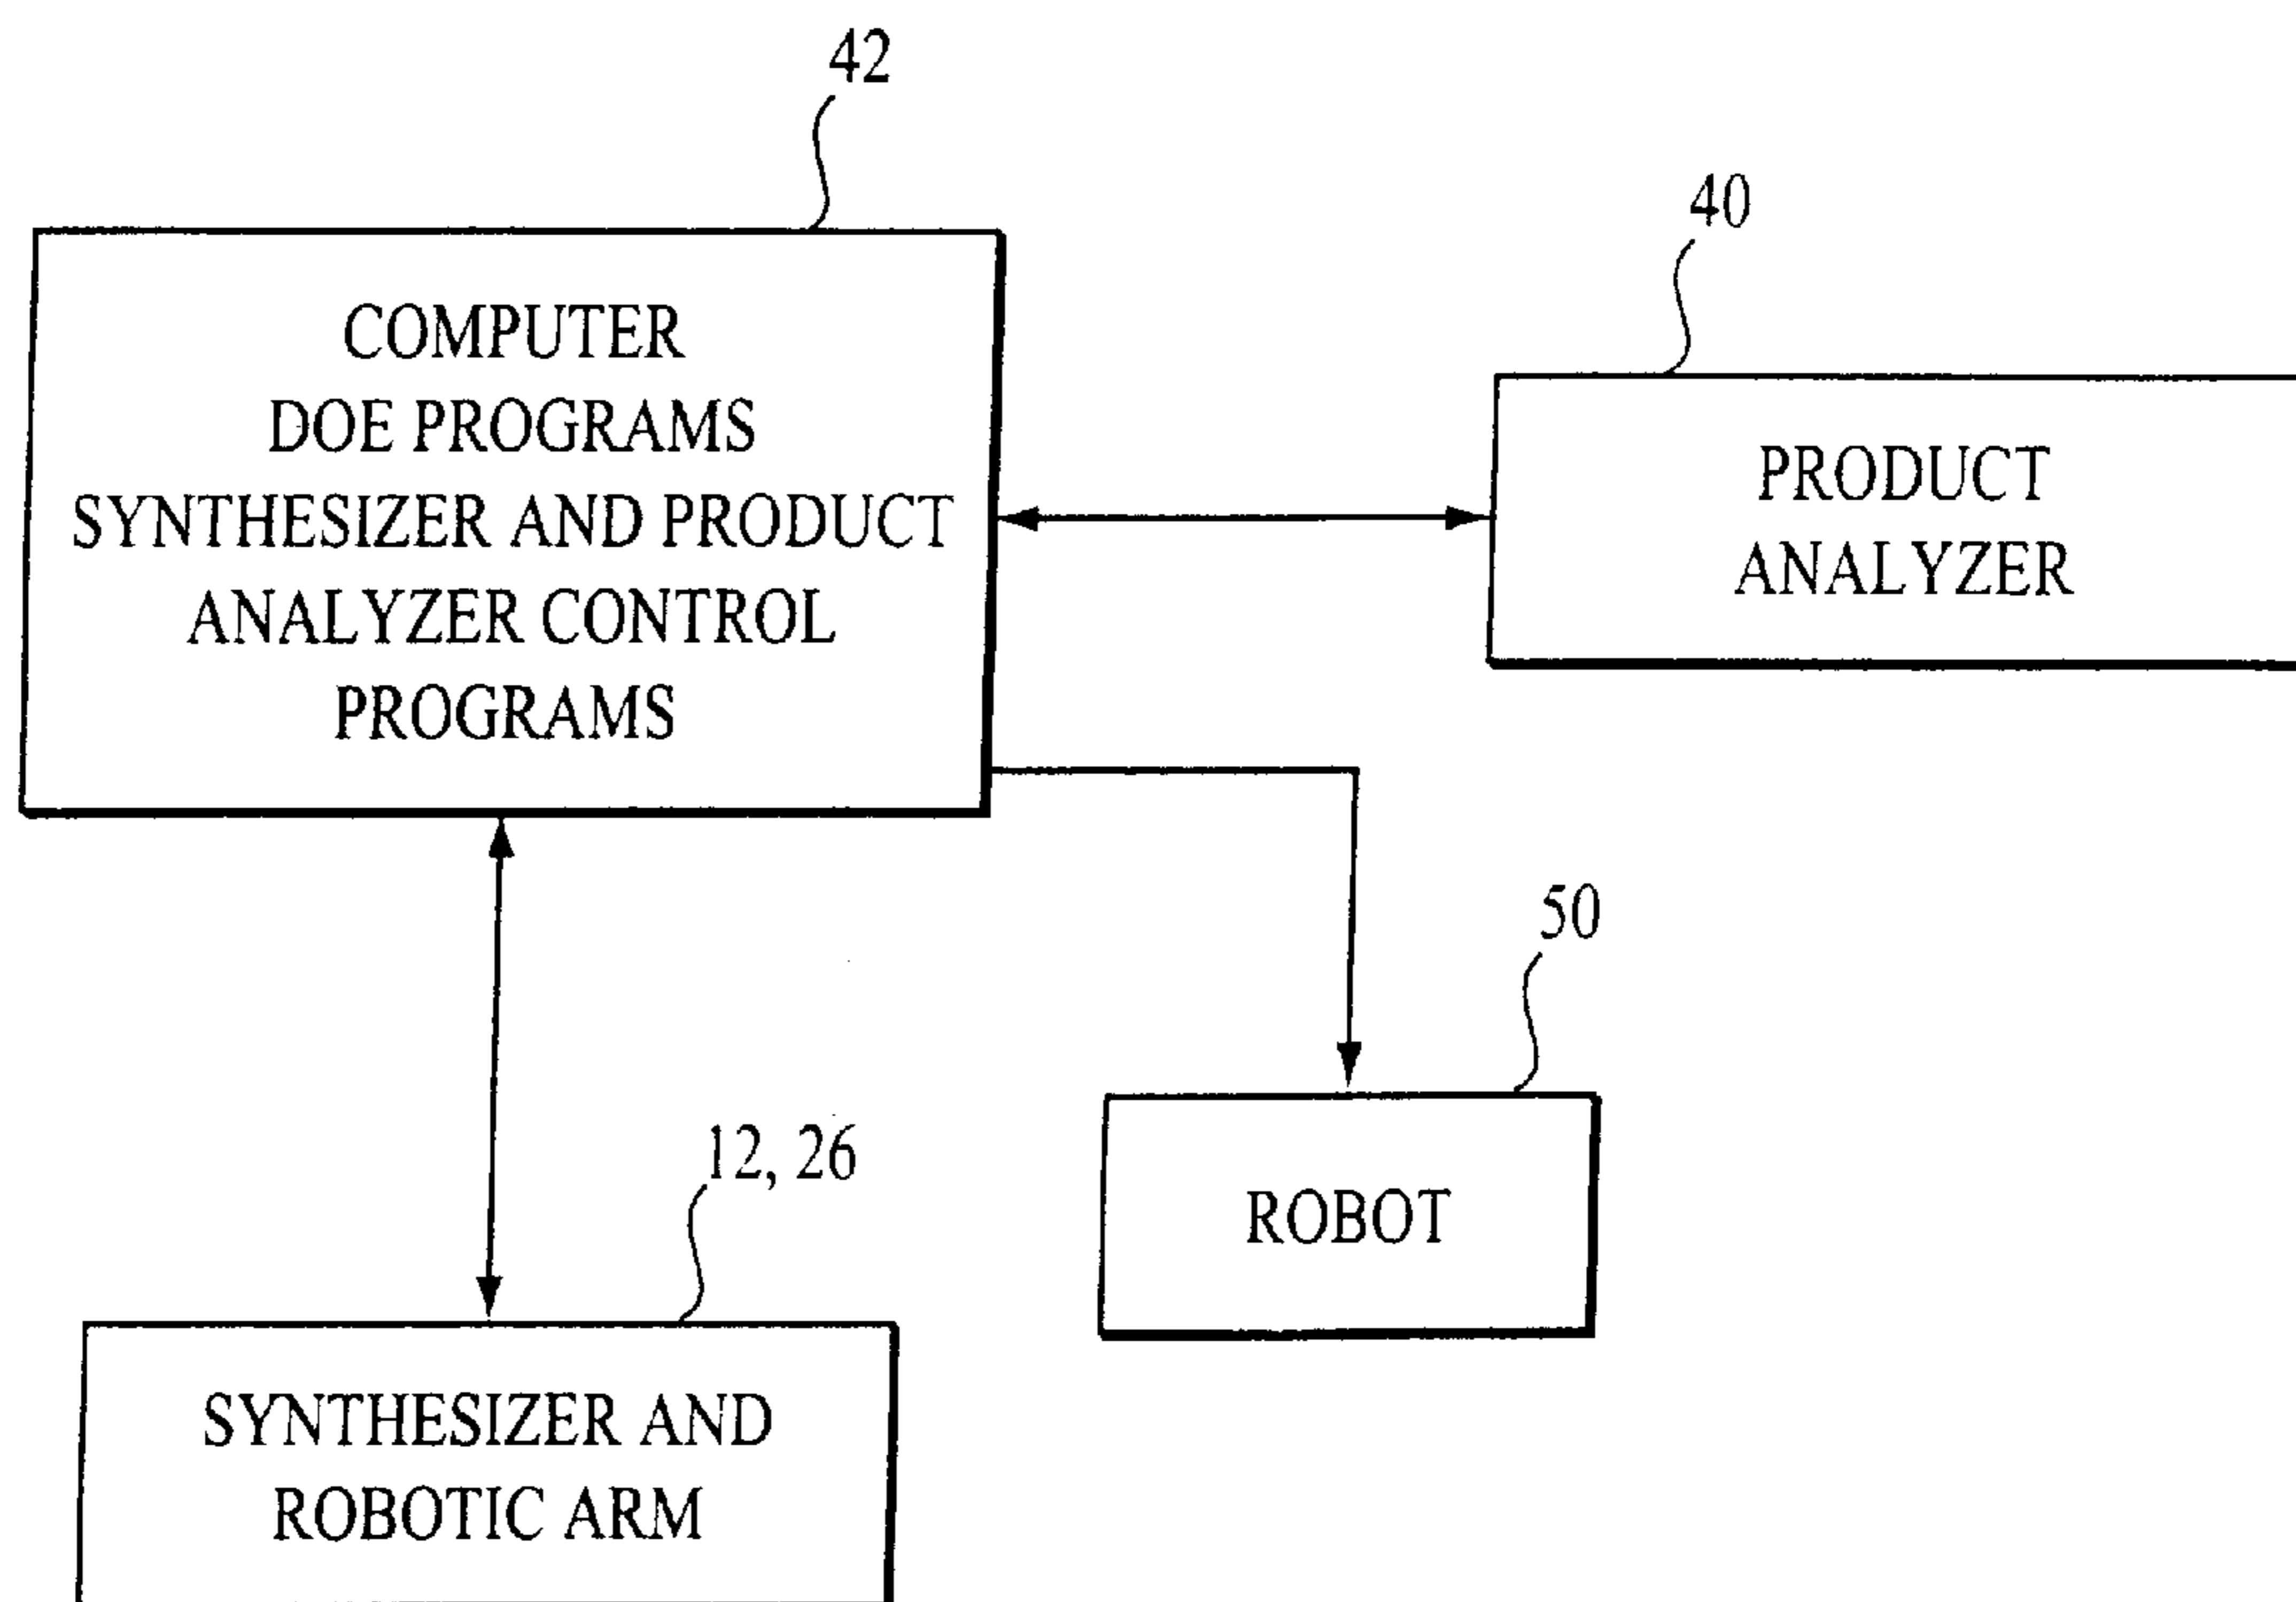 42
COMPUTER
DOE PROGRAMS
SYNTHESIZER AND PRODUCT
ANALYZER CONTROL
PROGRAMS
40
PRODUCT
ANALYZER
50
ROBOT
12, 26
SYNTHESIZER AND
ROBOTIC ARM